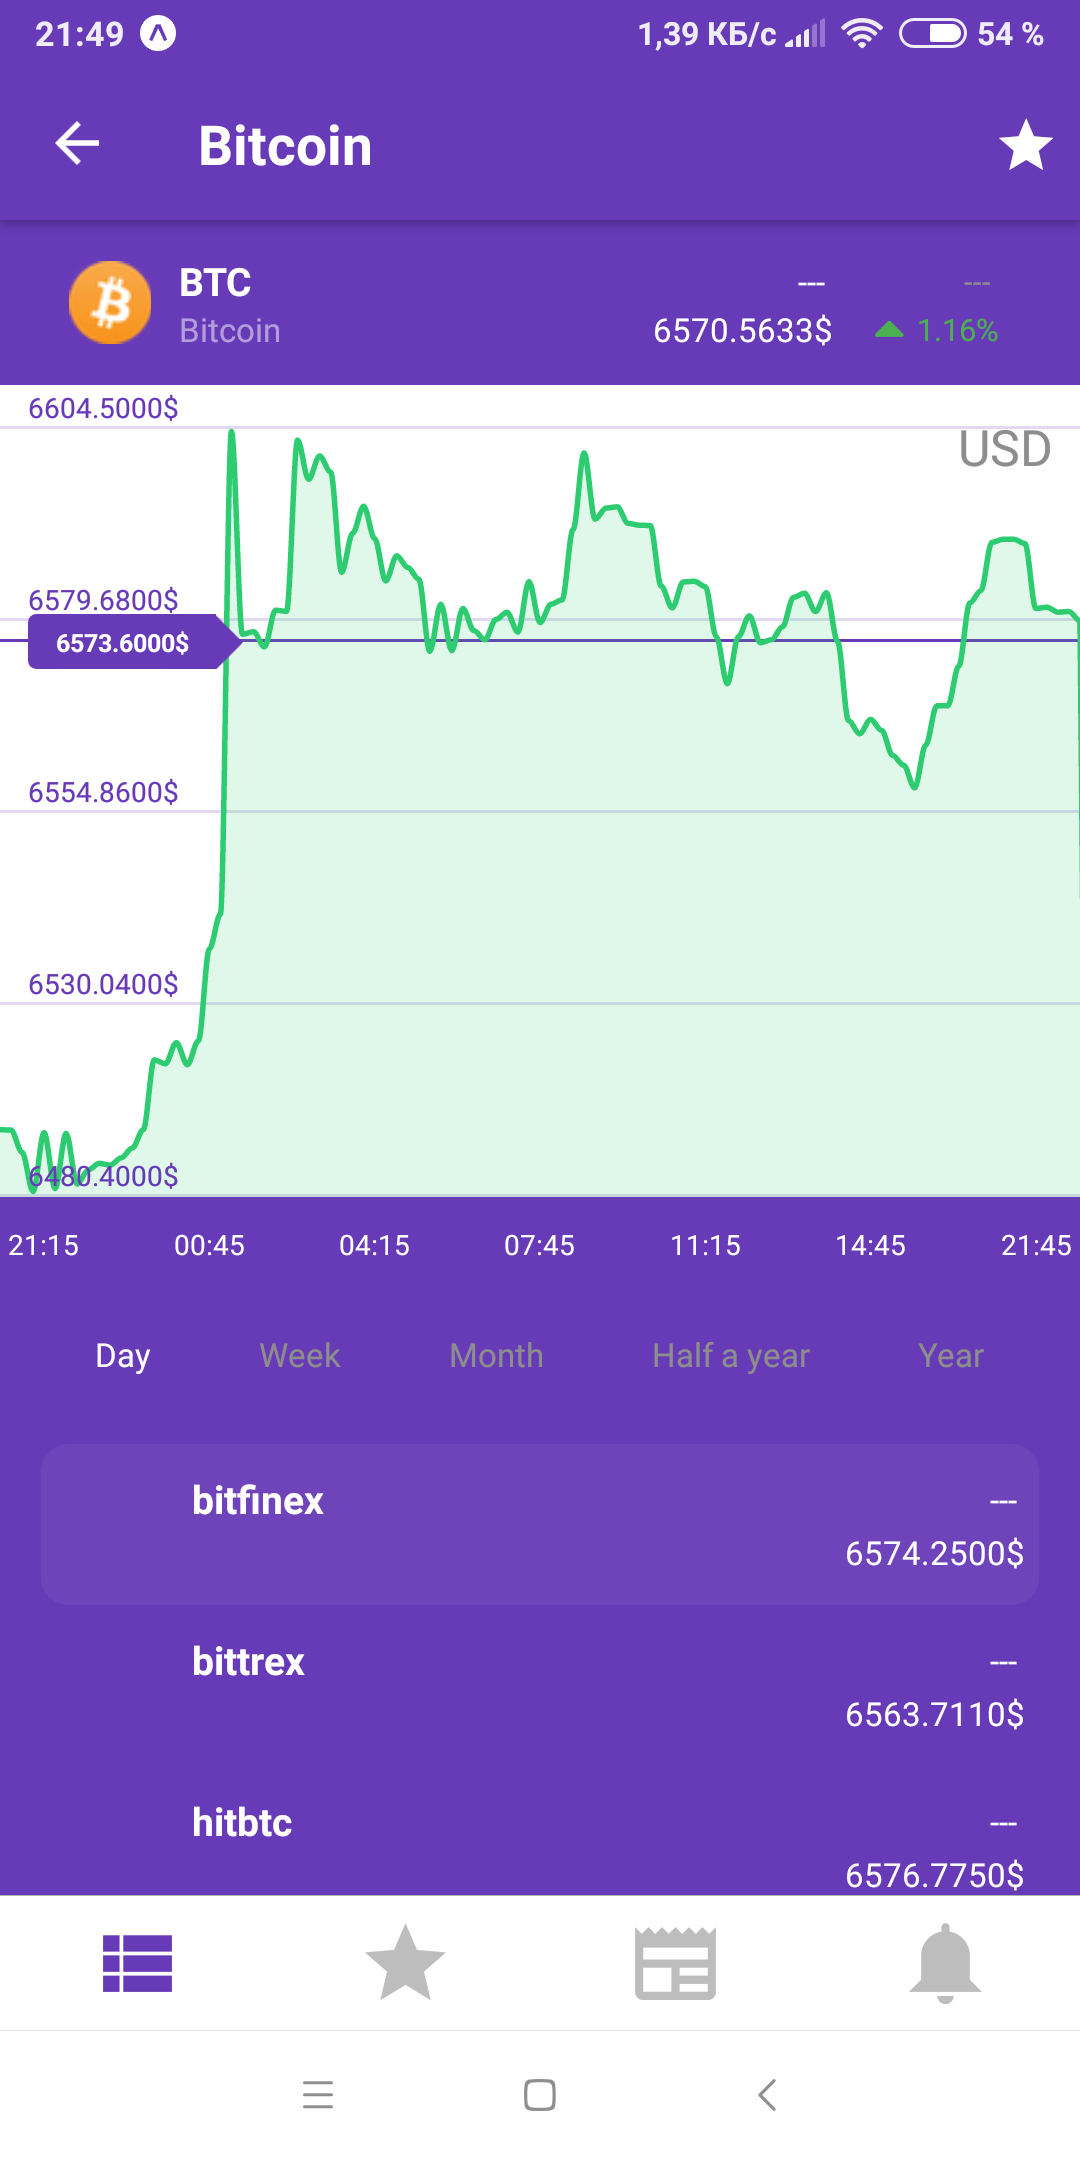 21:49 1,39 КБ/с 54 %
Bitcoin
BTC --- ---
Bitcoin 6570.5633$ 1.16%
6604.5000$
USD
6579.6800$
6573.6000$
6554.8600$
6530.0400$
6480.4000$
21:15 00:45 04:15 07:45 11:15 14:45 21:45
Day Week Month Half a year Year
bitfinex ---
6574.2500$
bittrex ---
6563.7110$
hitbtc ---
6576.7750$